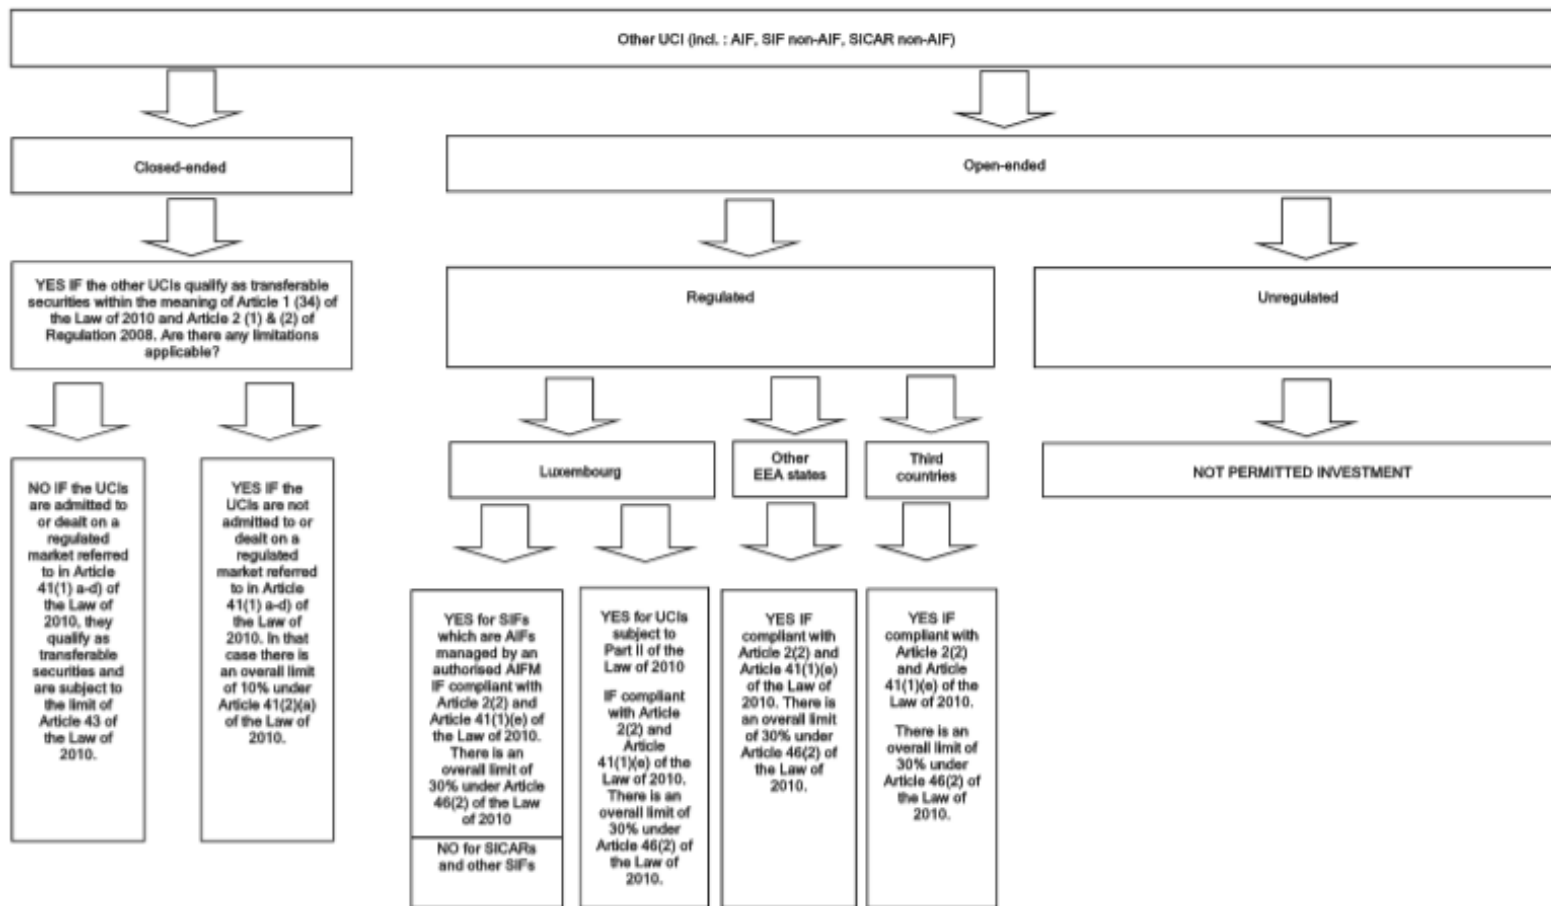 Other UCI (incl. : AIF, SIF non-AIF, SICAR non-AIF)
Closed-ended
Open-ended
YES IF the other UCIs qualify as transferable
securities within the meaning of Article 1 (34) of
the Law of 2010 and Article 2 (1) & (2) of
Regulation 2008. Are there any limitations
applicable?
Regulated
Unregulated
NO IF the UCIs
are admitted to
or dealt on a
regulated
market referred
to in Article
41(1) a-d) of
the Law of
2010, they
qualify as
transferable
securities and
are subject to
the limit of
Article 43 of
the Law of
2010.
YES IF the
UCIs are not
admitted to or
dealt on a
regulated
market referred
to in Article
41(1) a-d) of
the Law of
2010. In that
case there is
an overall limit
of 10% under
Article 41(2)(a)
of the Law of
2010.
Luxembourg
Other
EEA states
Third
countries
NOT PERMITTED INVESTMENT
YES for SIFs
which are AIFs
managed by an
authorised AIFM
IF compliant with
Article 2(2) and
Article 41(1)(e) of
the Law of 2010.
There is an
overall limit of
30% under Article
46(2) of the Law
of 2010
NO for SICARs
and other SIFs
YES for UCIs
subject to
Part II of the
Law of 2010
IF compliant
with Article
2(2) and
Article
41(1)(e) of the
Law of 2010.
There is an
overall limit of
30% under
Article 46(2) of
the Law of
2010.
YES IF
compliant with
Article 2(2) and
Article 41(1)(e)
of the Law of
2010. There is
an overall limit
of 30% under
Article 46(2) of
the Law of
2010.
YES IF
compliant with
Article 2(2)
and Article
41(1)(e) of the
Law of 2010.
There is an
overall limit of
30% under
Article 46(2) of
the Law of
2010.